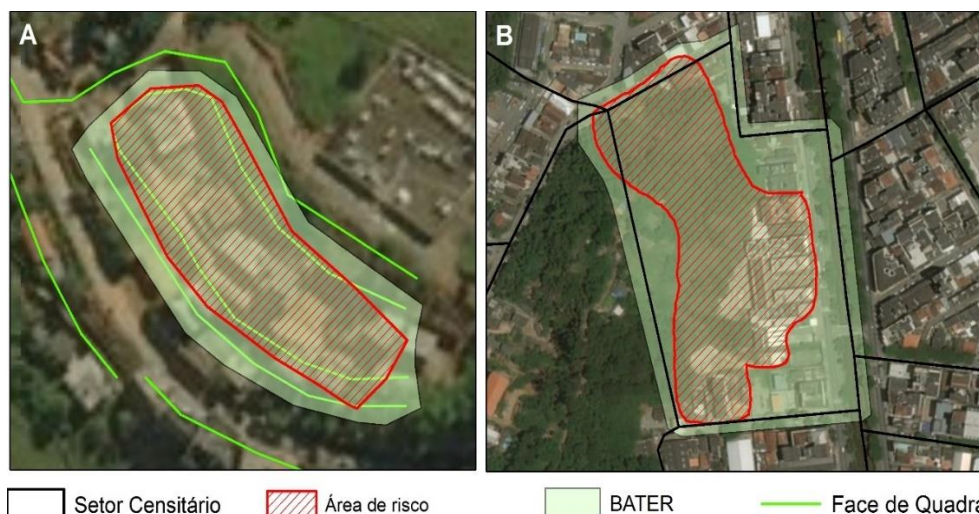 A
B
Setor Censitário
Área de risco
BATER
Face de Quadra